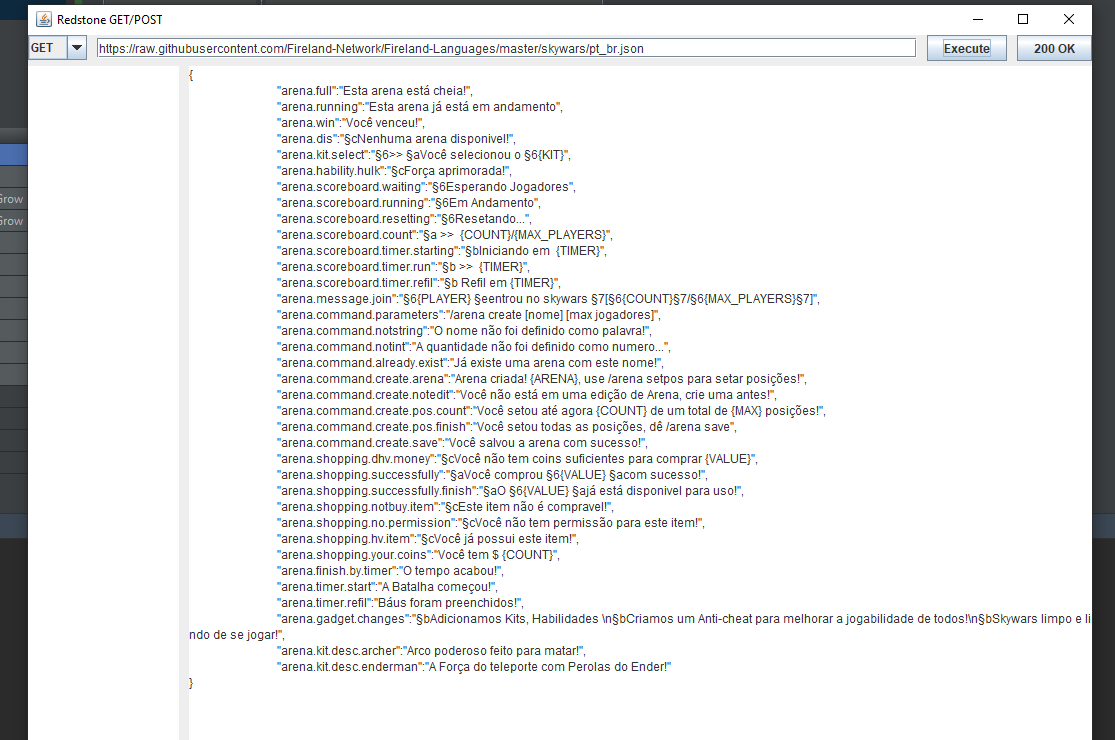 Redstone GET/POST
GET
https://raw.githubusercontent.com/Fireland-Network/Fireland-Languages/master/skywars/pt_br.json
Execute
200 OK
{
"arena.full":"Esta arena está cheia!",
"arena.running":"Esta arena já está em andamento",
"arena.win":"Você venceu!",
"arena.dis":"§cNenhuma arena disponivel!",
"arena.kit.select":"§6>> §aVocê selecionou o §6{KIT}",
"arena.hability.hulk":"§cForça aprimorada!",
"arena.scoreboard.waiting":"§6Esperando Jogadores",
"arena.scoreboard.running":"§6Em Andamento",
"arena.scoreboard.resetting":"§6Resetando...",
"arena.scoreboard.count":"§a >>  {COUNT}/{MAX_PLAYERS}",
"arena.scoreboard.timer.starting":"§bIniciando em  {TIMER}",
"arena.scoreboard.timer.run":"§b >>  {TIMER}",
"arena.scoreboard.timer.refil":"§b Refil em {TIMER}",
"arena.message.join":"§6{PLAYER} §eentrou no skywars §7[§6{COUNT}§7/§6{MAX_PLAYERS}§7]",
"arena.command.parameters":"/arena create [nome] [max jogadores]",
"arena.command.notstring":"O nome não foi definido como palavra!",
"arena.command.notint":"A quantidade não foi definido como numero...",
"arena.command.already.exist":"Já existe uma arena com este nome!",
"arena.command.create.arena":"Arena criada! {ARENA}, use /arena setpos para setar posições!",
"arena.command.create.notedit":"Você não está em uma edição de Arena, crie uma antes!",
"arena.command.create.pos.count":"Você setou até agora {COUNT} de um total de {MAX} posições!",
"arena.command.create.pos.finish":"Você setou todas as posições, dê /arena save",
"arena.command.create.save":"Você salvou a arena com sucesso!",
"arena.shopping.dhv.money":"§cVocê não tem coins suficientes para comprar {VALUE}",
"arena.shopping.successfully":"§aVocê comprou §6{VALUE} §acom sucesso!",
"arena.shopping.successfully.finish":"§aO §6{VALUE} §ajá está disponivel para uso!",
"arena.shopping.notbuy.item":"§cEste item não é compravel!",
"arena.shopping.no.permission":"§cVocê não tem permissão para este item!",
"arena.shopping.hv.item":"§cVocê já possui este item!",
"arena.shopping.your.coins":"Você tem $ {COUNT}",
"arena.finish.by.timer":"O tempo acabou!",
"arena.timer.start":"A Batalha começou!",
"arena.timer.refil":"Báus foram preenchidos!",
"arena.gadget.changes":"§bAdicionamos Kits, Habilidades \n§bCriamos um Anti-cheat para melhorar a jogabilidade de todos!\n§bSkywars limpo e li
ndo de se jogar!",
"arena.kit.desc.archer":"Arco poderoso feito para matar!",
"arena.kit.desc.enderman":"A Força do teleporte com Perolas do Ender!"
}
Grow
Grow